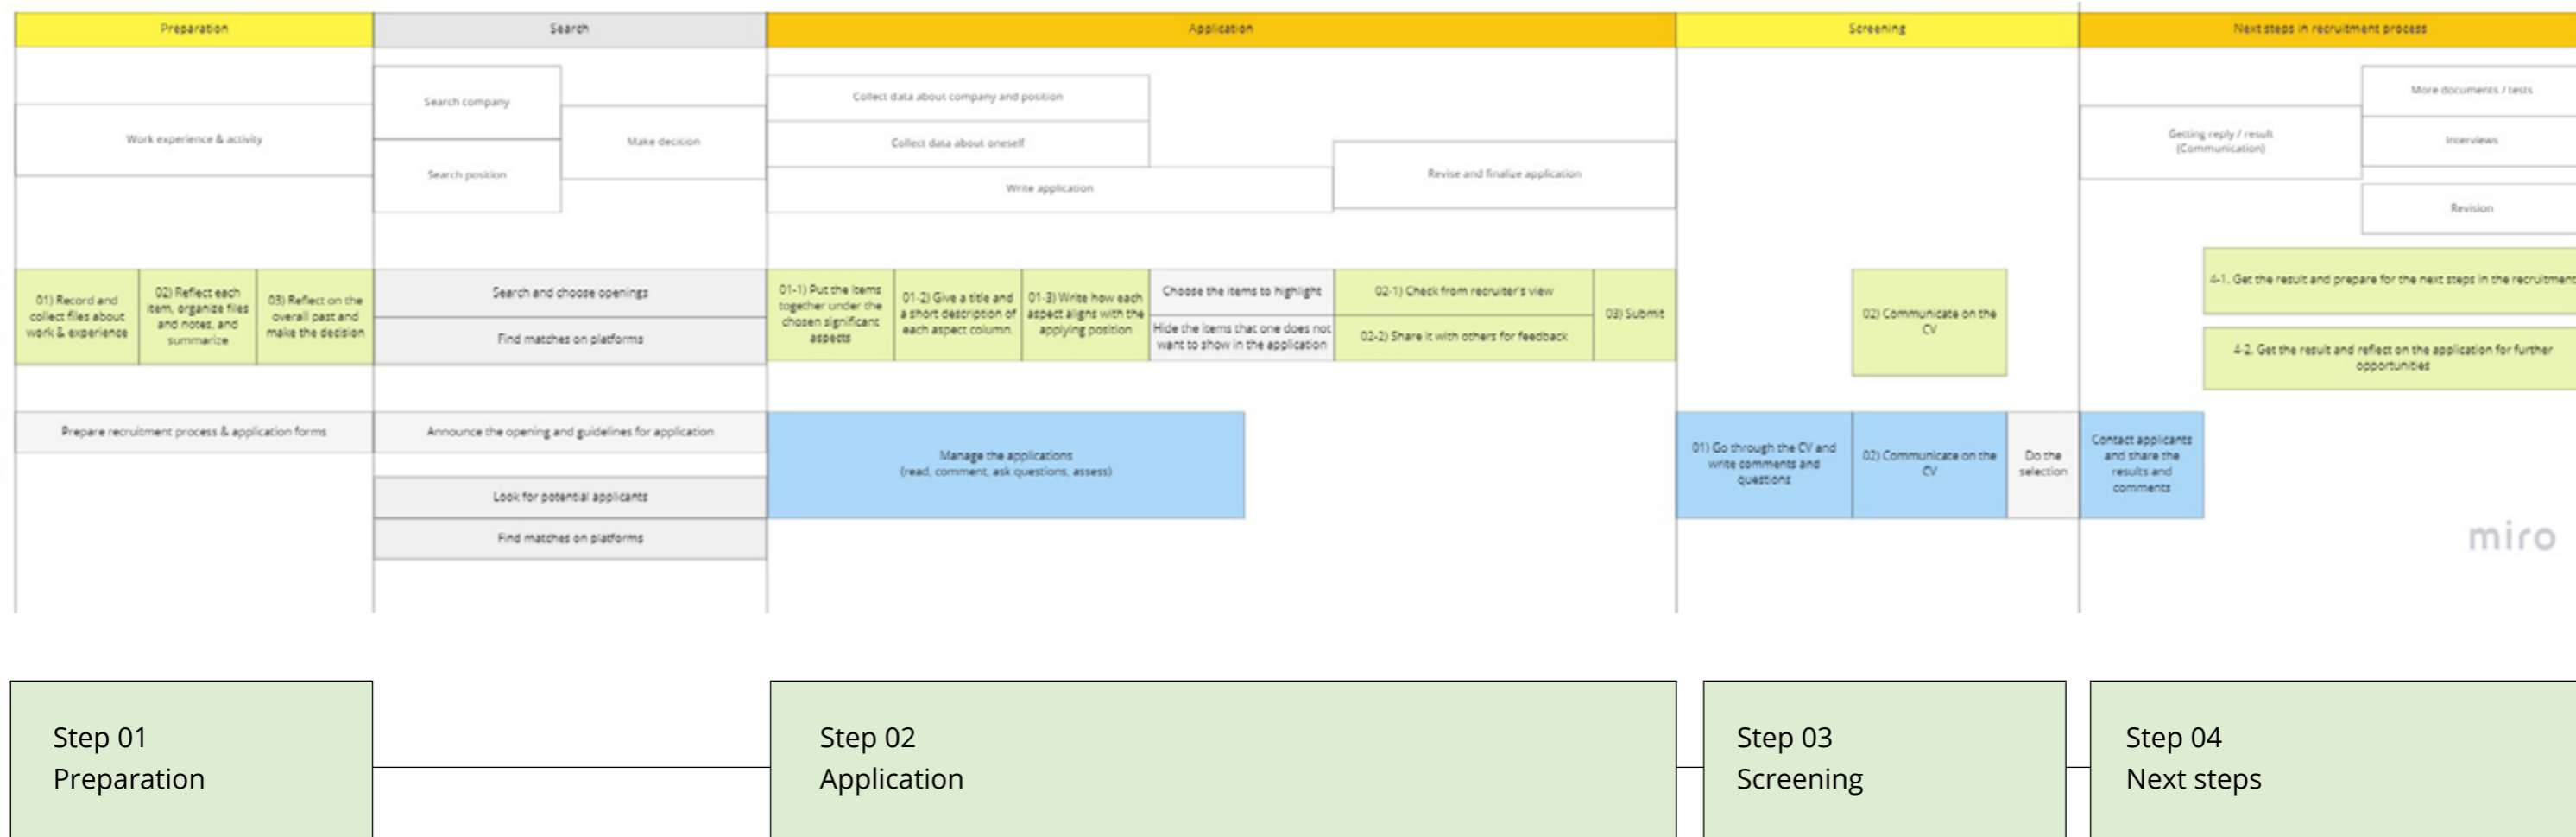 Preparation
Search
Application
Screening
Next steps in recruitment process
Work experience & activity
Search company
Search position
Make decision
Collect data about company and position
Collect data about oneself
Write application
Revise and finalize application
Getting reply / result
(Communication)
More documents / tests
Interviews
Revision
01) Record and
collect files about
work & experience
02) Reflect each
item, organize files
and notes, and
summarize
03) Reflect on the
overall past and
make the decision
Search and choose openings
Find matches on platforms
01-1) Put the items
together under the
chosen significant
aspects
01-2) Give a title and
a short description of
each aspect column.
01-3) Write how each
aspect aligns with the
applying position
Choose the items to highlight
Hide the items that one does not
want to show in the application
02-1) Check from recruiter's view
02-2) Share it with others for feedback
03) Submit
02) Communicate on the
CV
4-1. Get the result and prepare for the next steps in the recruitment
4-2. Get the result and reflect on the application for further
opportunities
Prepare recruitment process & application forms
Announce the opening and guidelines for application
Look for potential applicants
Find matches on platforms
Manage the applications
(read, comment, ask questions, assess)
01) Go through the CV and
write comments and
questions
02) Communicate on the
CV
Do the
selection
Contact applicants
and share the
results and
comments
miro
Step 01
Preparation
Step 02
Application
Step 03
Screening
Step 04
Next steps